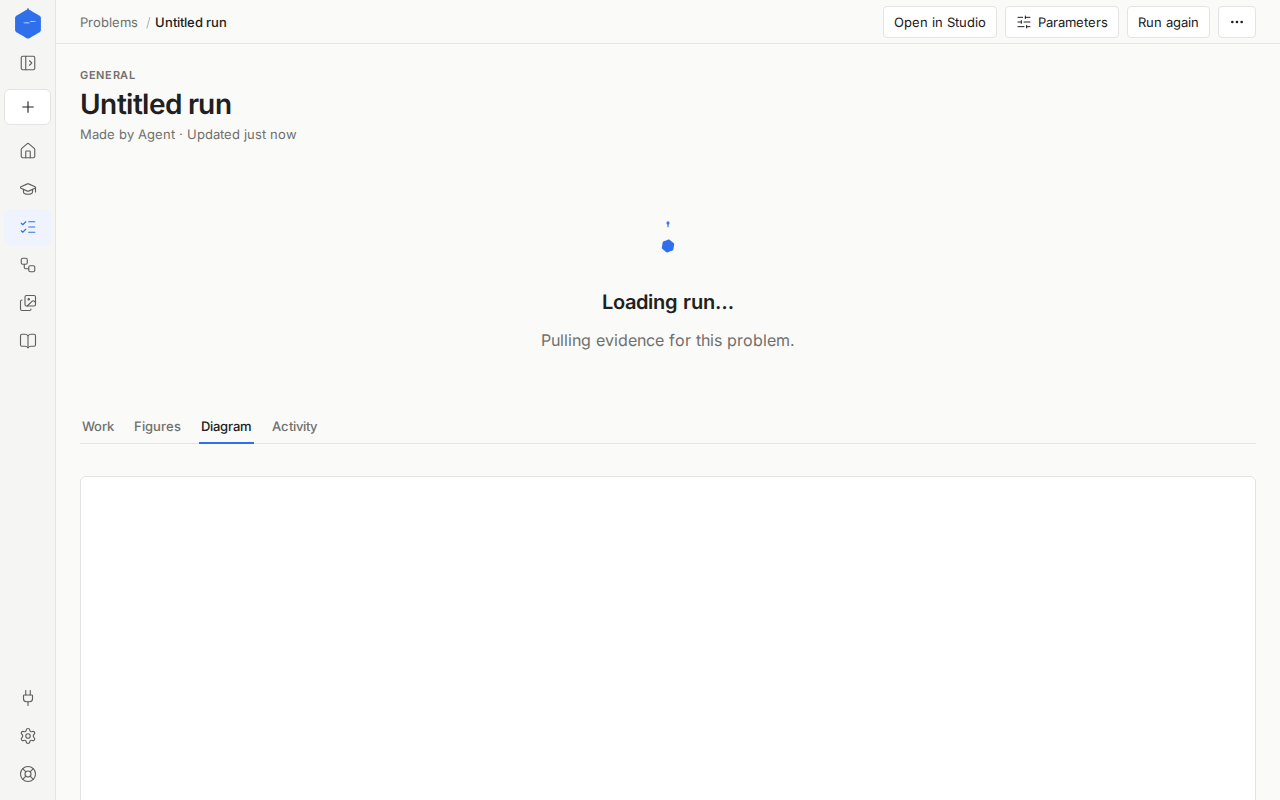 Problems / Untitled run
Open in Studio
Parameters
Run again
GENERAL
Untitled run
Made by Agent · Updated just now
Loading run...
Pulling evidence for this problem.
Work
Figures
Diagram
Activity